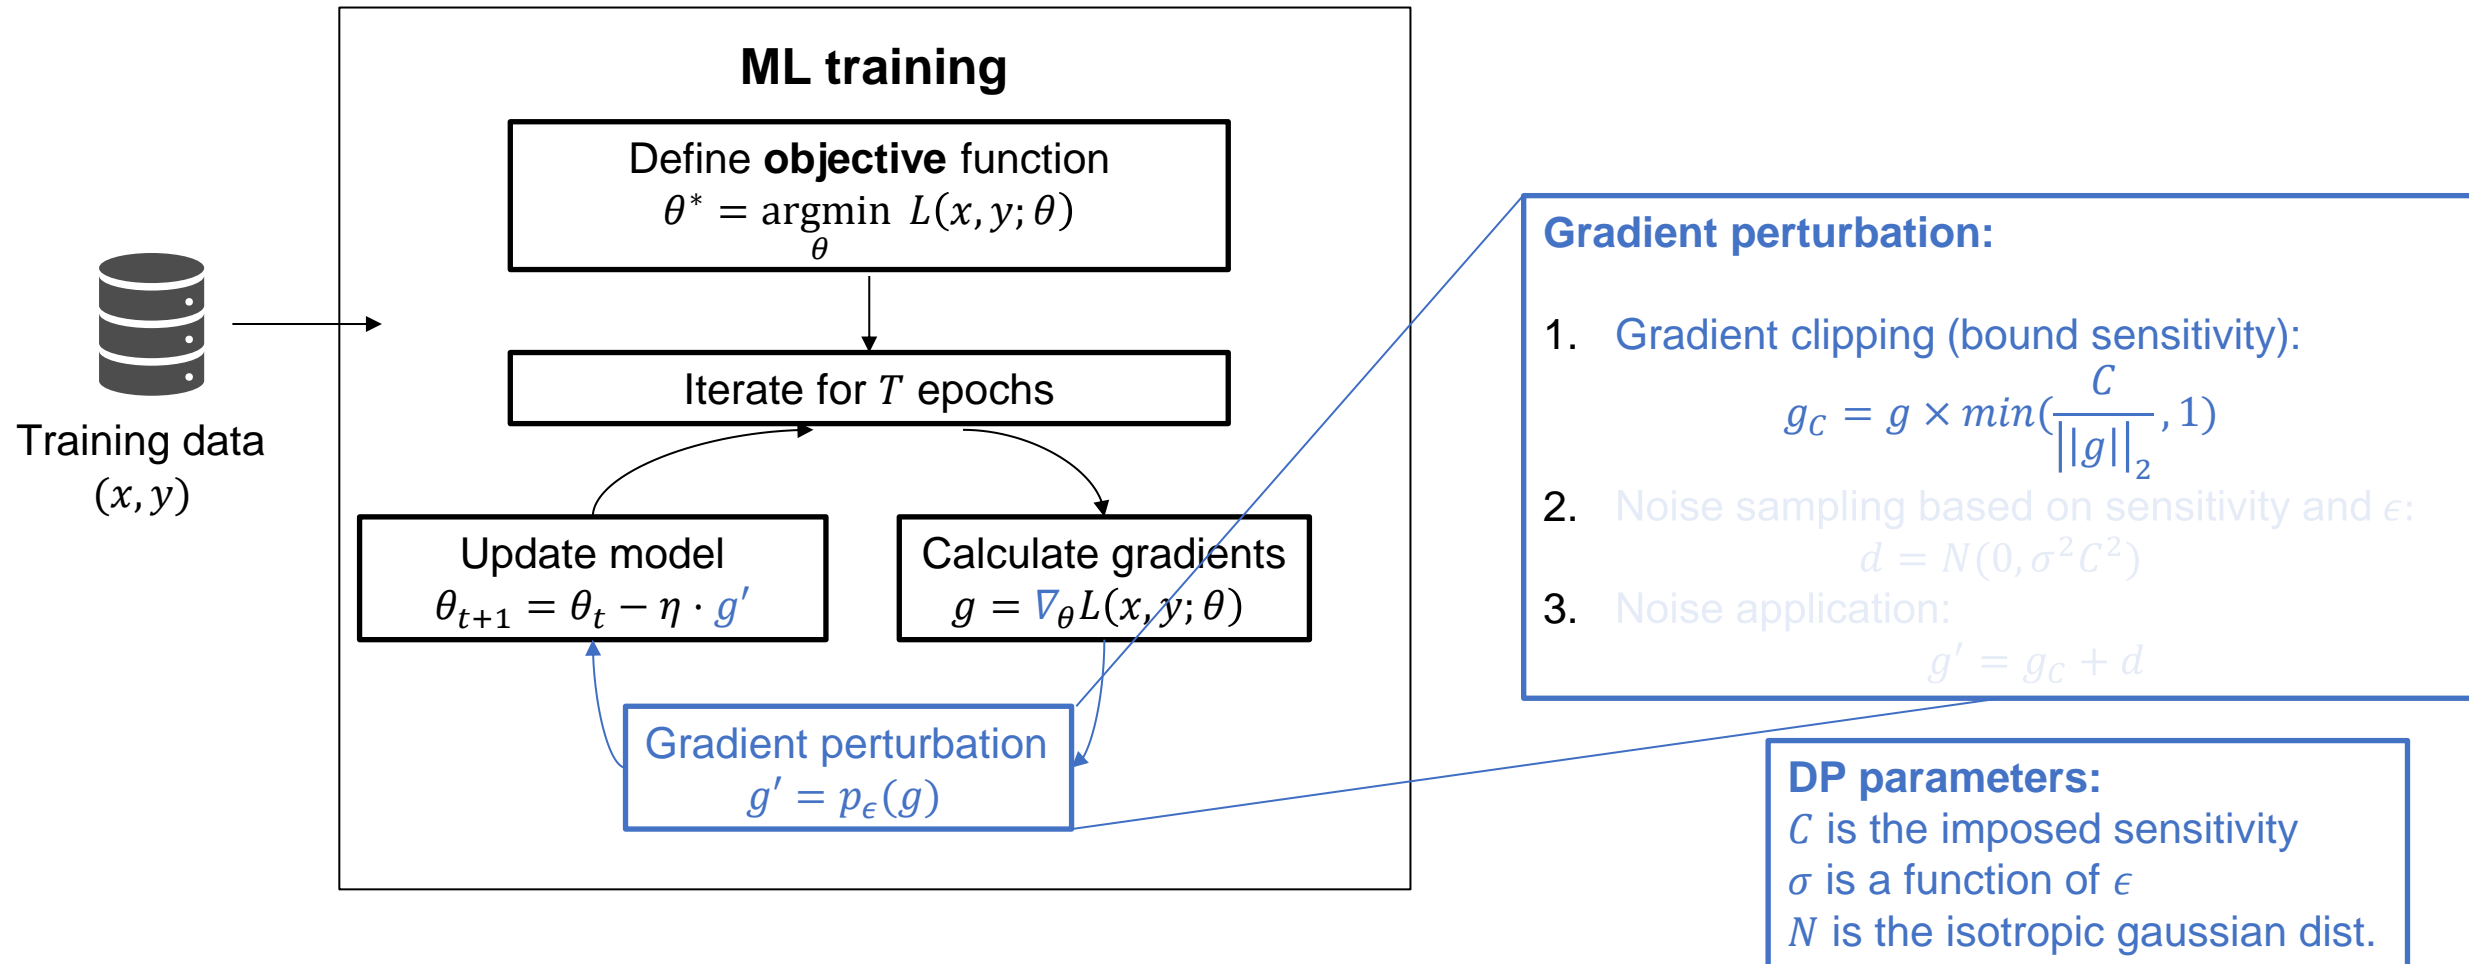 ML training
Define objective function
θ* = argmin L(x, y; θ)
θ
Iterate for T epochs
Training data
(x, y)
Update model
θₜ₊₁ = θₜ − η · g′
Calculate gradients
g = ∇_θ L(x, y; θ)
Gradient perturbation
g′ = p_ϵ(g)
Gradient perturbation:
1. Gradient clipping (bound sensitivity):
g_C = g × min(C/||g||₂, 1)
2. Noise sampling based on sensitivity and ϵ:
d = N(0, σ²C²)
3. Noise application:
g′ = g_C + d
DP parameters:
C is the imposed sensitivity
σ is a function of ϵ
N is the isotropic gaussian dist.